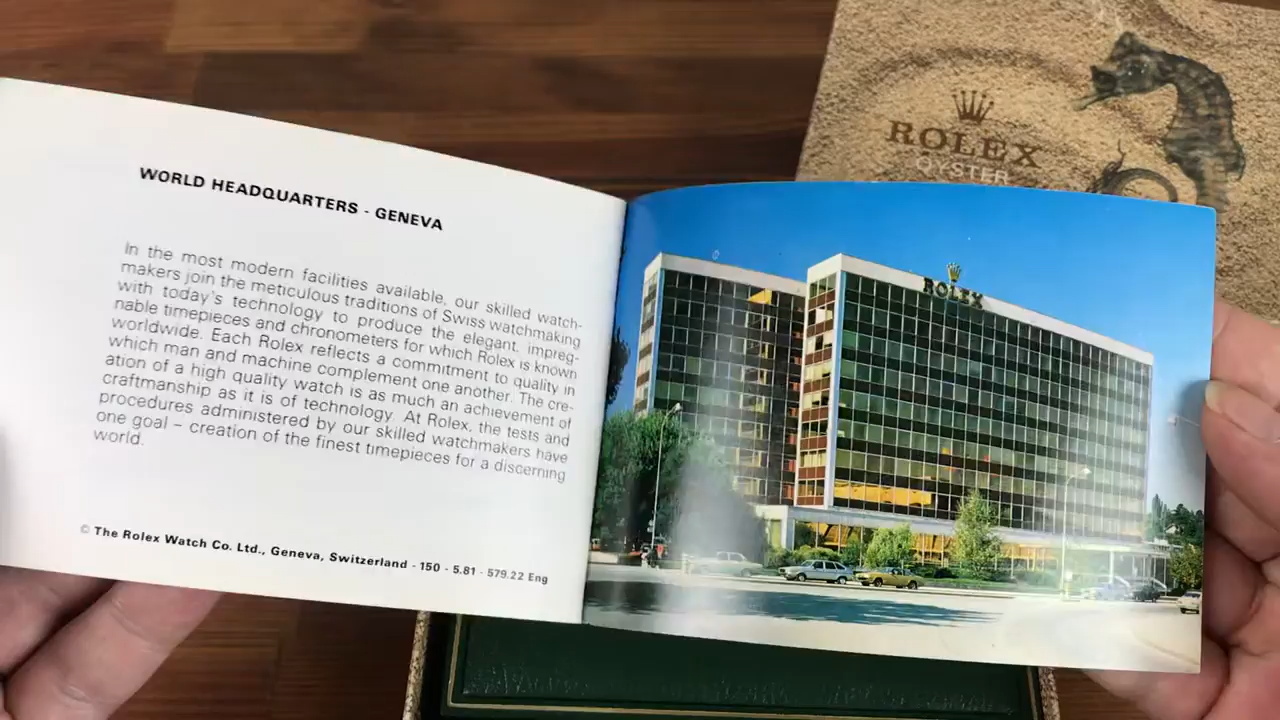 ROLEX
OYSTER
WORLD HEADQUARTERS - GENEVA
In the most modern facilities available, our skilled watch-
makers join the meticulous traditions of Swiss watchmaking
with today's technology to produce the elegant, impreg-
nable timepieces and chronometers for which Rolex is known
worldwide. Each Rolex reflects a commitment to quality in
which man and machine complement one another. The cre-
ation of a high quality watch is as much an achievement of
craftmanship as it is of technology. At Rolex, the tests and
procedures administered by our skilled watchmakers have
one goal – creation of the finest timepieces for a discerning
world.
© The Rolex Watch Co. Ltd., Geneva, Switzerland - 150 - 5.81 - 579.22 Eng
ROLEX